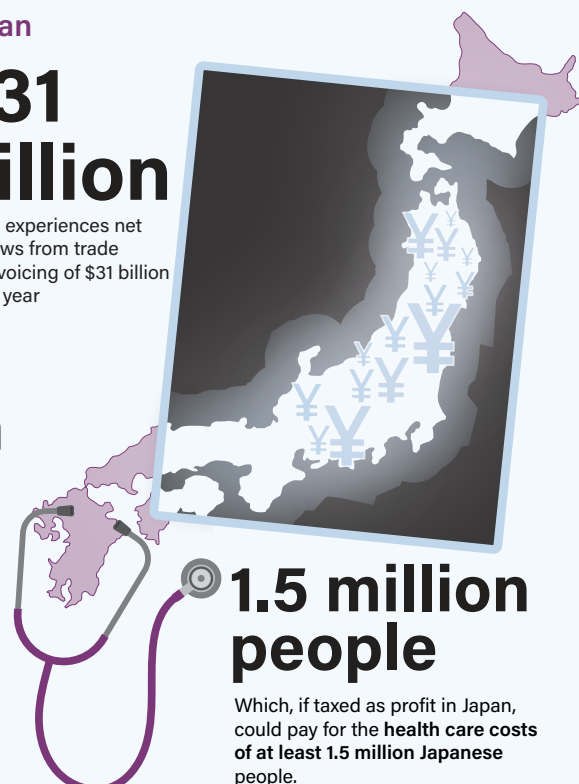 an
31
illion
experiences net
ws from trade
voicing of $31 billion
year
1.5 million
people
Which, if taxed as profit in Japan,
could pay for the health care costs
of at least 1.5 million Japanese
people.